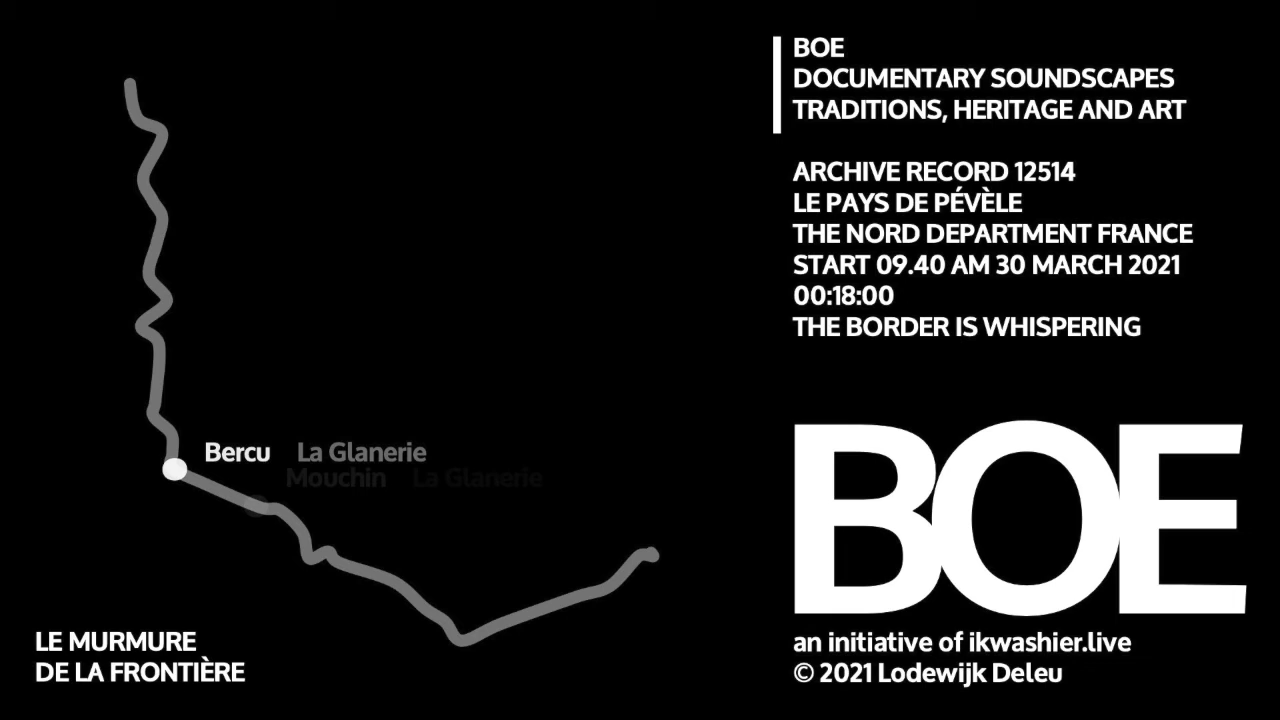 BOE
DOCUMENTARY SOUNDSCAPES
TRADITIONS, HERITAGE AND ART
ARCHIVE RECORD 12514
LE PAYS DE PÉVÈLE
THE NORD DEPARTMENT FRANCE
START 09.40 AM 30 MARCH 2021
00:18:00
THE BORDER IS WHISPERING
Bercu La Glanerie
Mouchin La Glanerie
BOE
LE MURMURE
DE LA FRONTIÈRE
an initiative of ikwashier.live
© 2021 Lodewijk Deleu